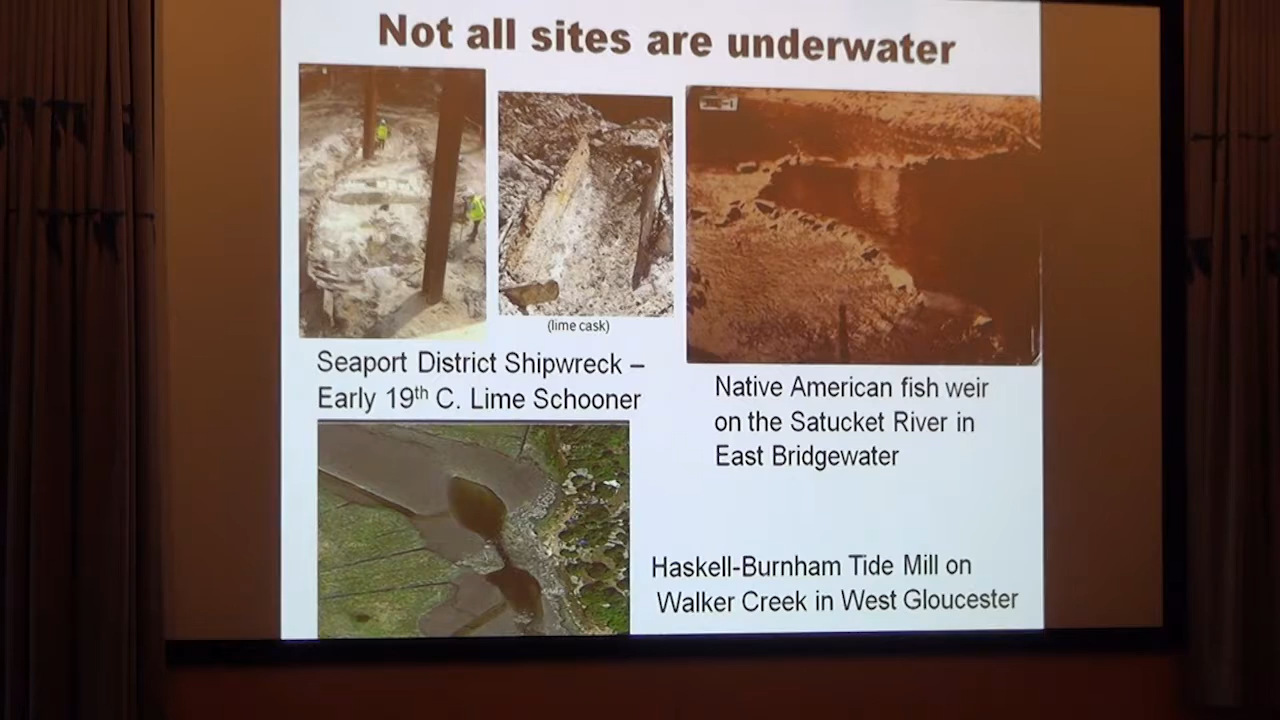 Not all sites are underwater
(lime cask)
Seaport District Shipwreck –
Early 19th C. Lime Schooner
Native American fish weir
on the Satucket River in
East Bridgewater
Haskell-Burnham Tide Mill on
Walker Creek in West Gloucester